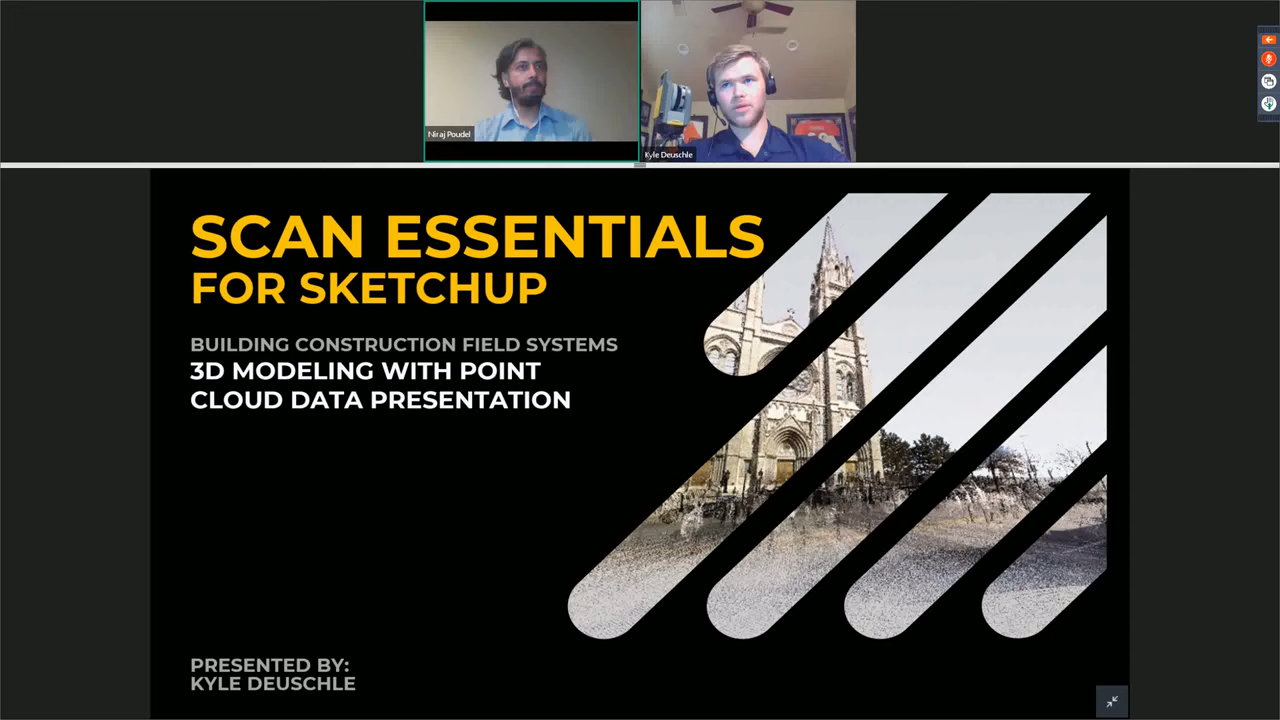 Niraj Poudel
Kyle Deuschle
SCAN ESSENTIALS
FOR SKETCHUP
BUILDING CONSTRUCTION FIELD SYSTEMS
3D MODELING WITH POINT
CLOUD DATA PRESENTATION
PRESENTED BY:
KYLE DEUSCHLE